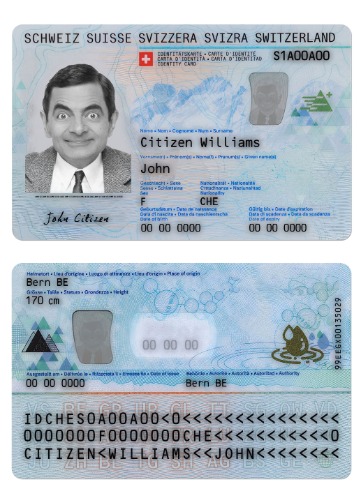 SCHWEIZ SUISSE SVIZZERA SVIZRA SWITZERLAND
IDENTITÄTSKARTE • CARTE D'IDENTITÉ
CARTA D'IDENTITÀ • CARTA D'IDENTITAD
IDENTITY CARD
S1A00A00
Name • Nom • Cognome • Num • Surname
Citizen Williams
Vorname(n) • Prénom(s) • Nome(i) • Prenum(s) • Given name(s)
John
Geschlecht • Sexe
Sesso • Schlattaina
Sex
F
Nationalität • Nationalité
Cittadinanza • Naziunalitad
Nationality
CHE
Geburtsdatum • Date de naissance
Data di nascita • Data da naschientscha
Date of birth
00 00 0000
Gültig bis • Date d'expiration
Data di scadenza • Data da scadenza
Date of expiry
00 00 0000
John Citizen
Heimatort • Lieu d'origine • Luogo di attinenza • Lieu d'origin • Place of origin
Bern BE
Grösse • Taille • Statura • Grondezza • Height
170 cm
00 00 00
99EEGX00135029
Ausgestellt am • Délivrée le • Rilasciata il • Emess ils • Date of issue
00 00 0000
Behörde • Autorité • Autorità • Autoritad • Authority
Bern BE
IDCHES0A00A00<0<<<<<<<<<<<<<<<
0000000F0000000CHE<<<<<<<<<<<0
CITIZEN<WILLIAMS<<JOHN<<<<<<<<